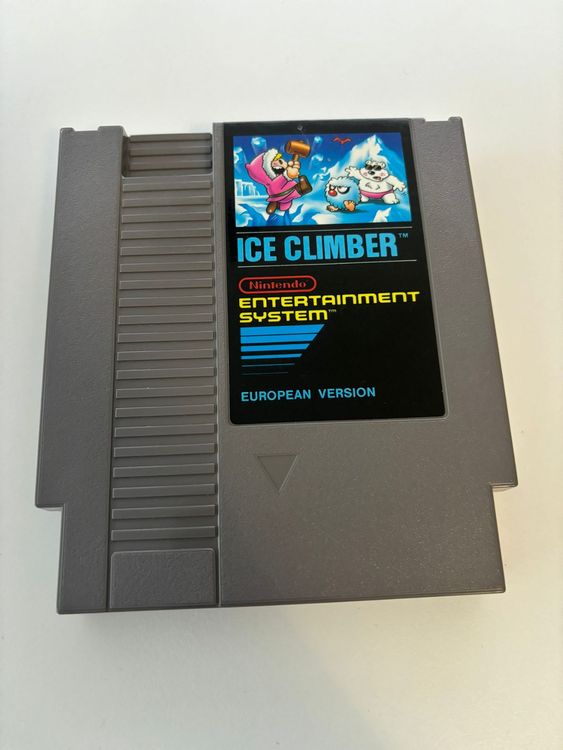 ICE CLIMBER™
Nintendo
ENTERTAINMENT
SYSTEM™
EUROPEAN VERSION